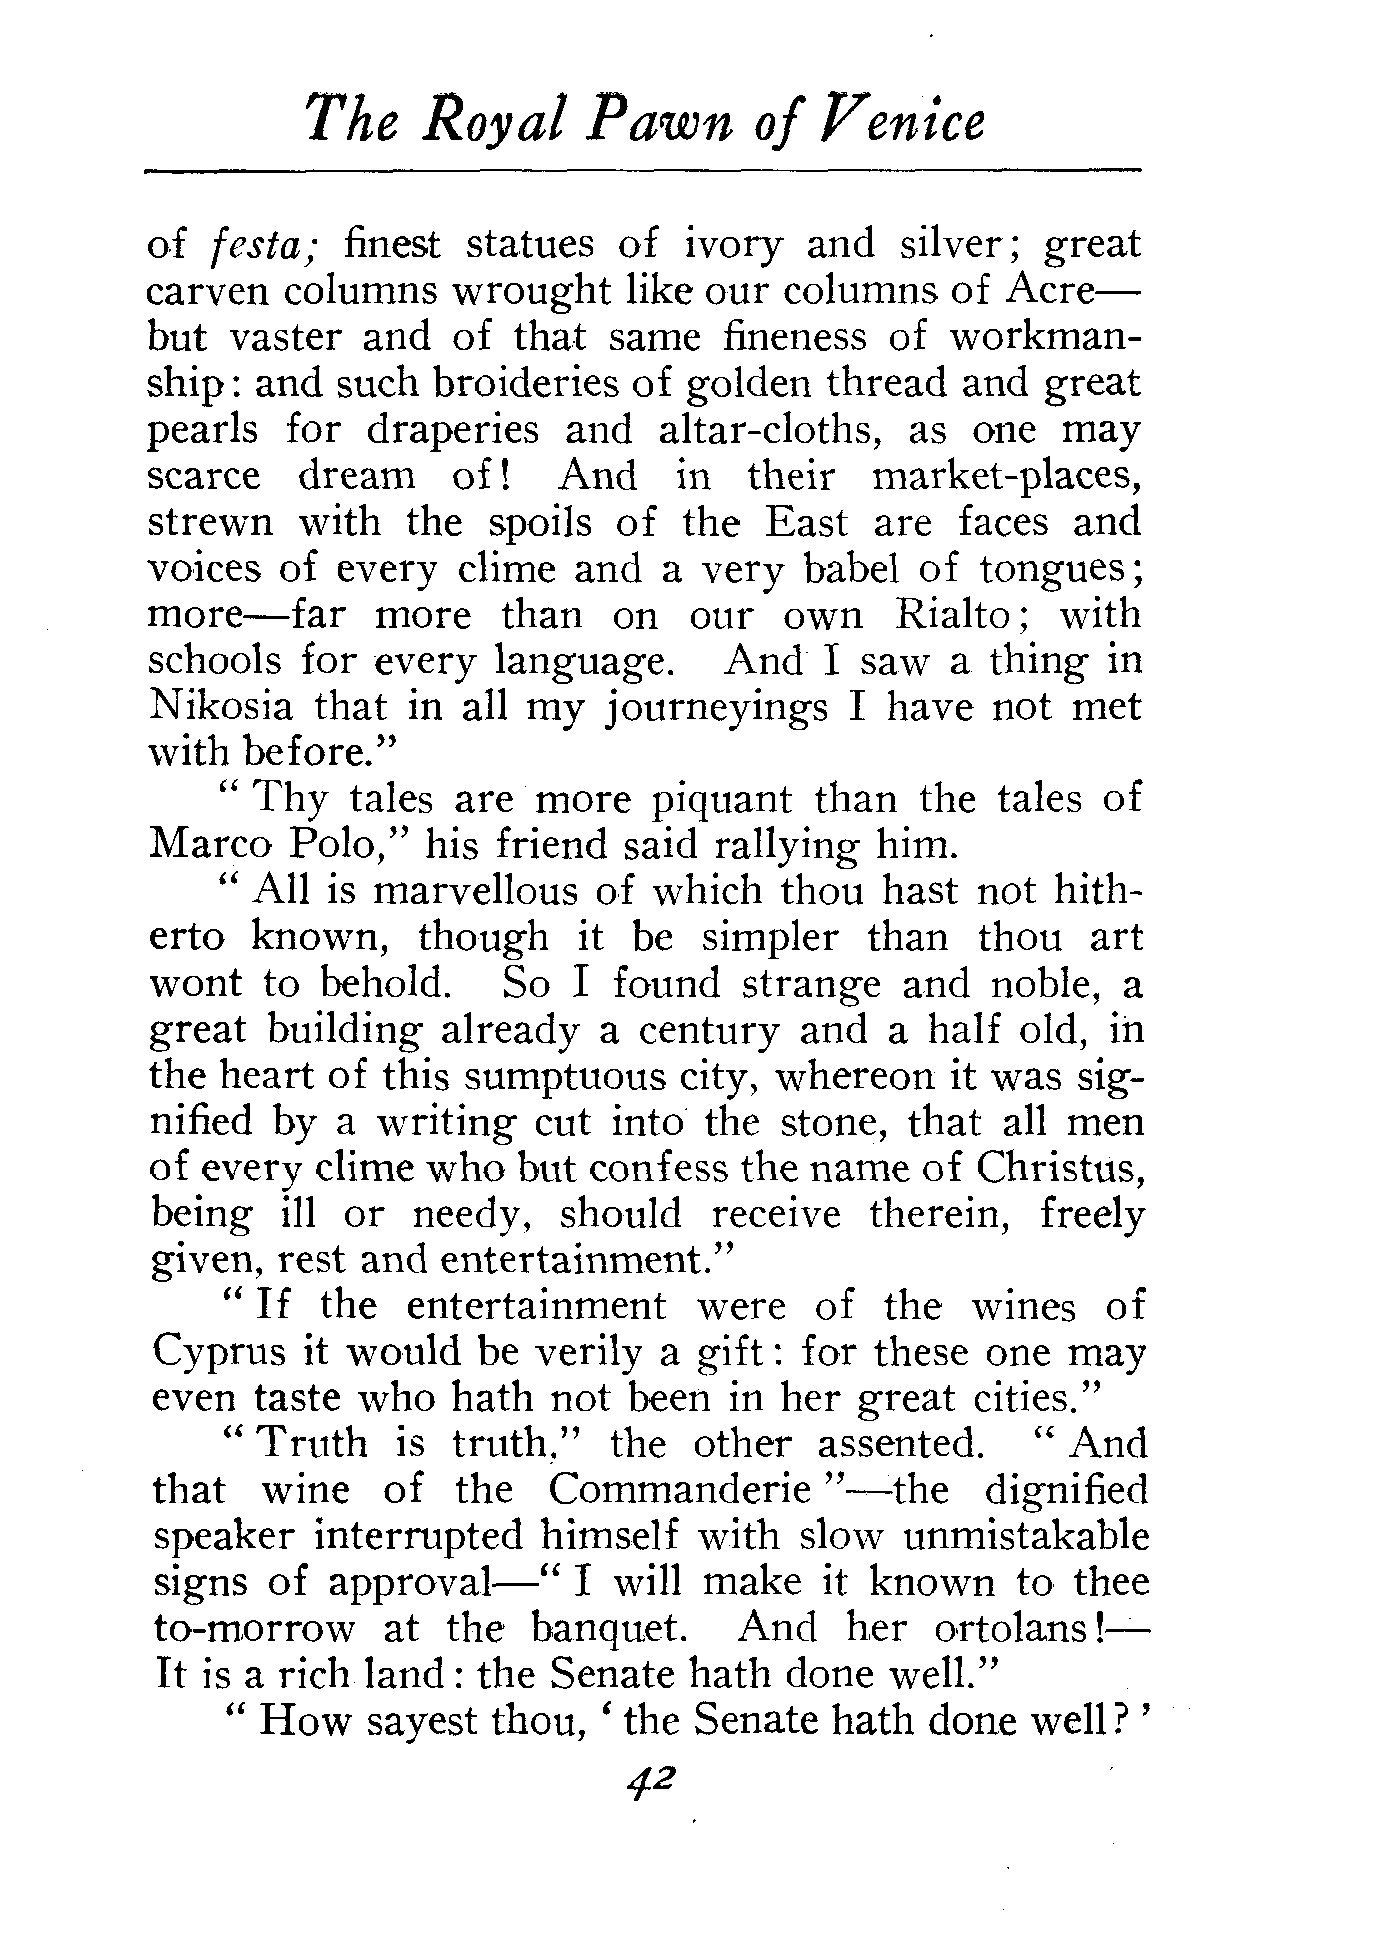 The Royal Pawn of Venice
of festa; finest statues of ivory and silver; great
carven columns wrought like our columns of Acre—
but vaster and of that same fineness of workman-
ship: and such broideries of golden thread and great
pearls for draperies and altar-cloths, as one may
scarce dream of! And in their market-places,
strewn with the spoils of the East are faces and
voices of every clime and a very babel of tongues;
more—far more than on our own Rialto; with
schools for every language. And I saw a thing in
Nikosia that in all my journeyings I have not met
with before."
"Thy tales are more piquant than the tales of
Marco Polo," his friend said rallying him.
"All is marvellous of which thou hast not hith-
erto known, though it be simpler than thou art
wont to behold. So I found strange and noble, a
great building already a century and a half old, in
the heart of this sumptuous city, whereon it was sig-
nified by a writing cut into the stone, that all men
of every clime who but confess the name of Christus,
being ill or needy, should receive therein, freely
given, rest and entertainment."
"If the entertainment were of the wines of
Cyprus it would be verily a gift: for these one may
even taste who hath not been in her great cities."
"Truth is truth," the other assented. "And
that wine of the Commanderie"—the dignified
speaker interrupted himself with slow unmistakable
signs of approval—"I will make it known to thee
to-morrow at the banquet. And her ortolans!—
It is a rich land: the Senate hath done well."
"How sayest thou, 'the Senate hath done well?'
42